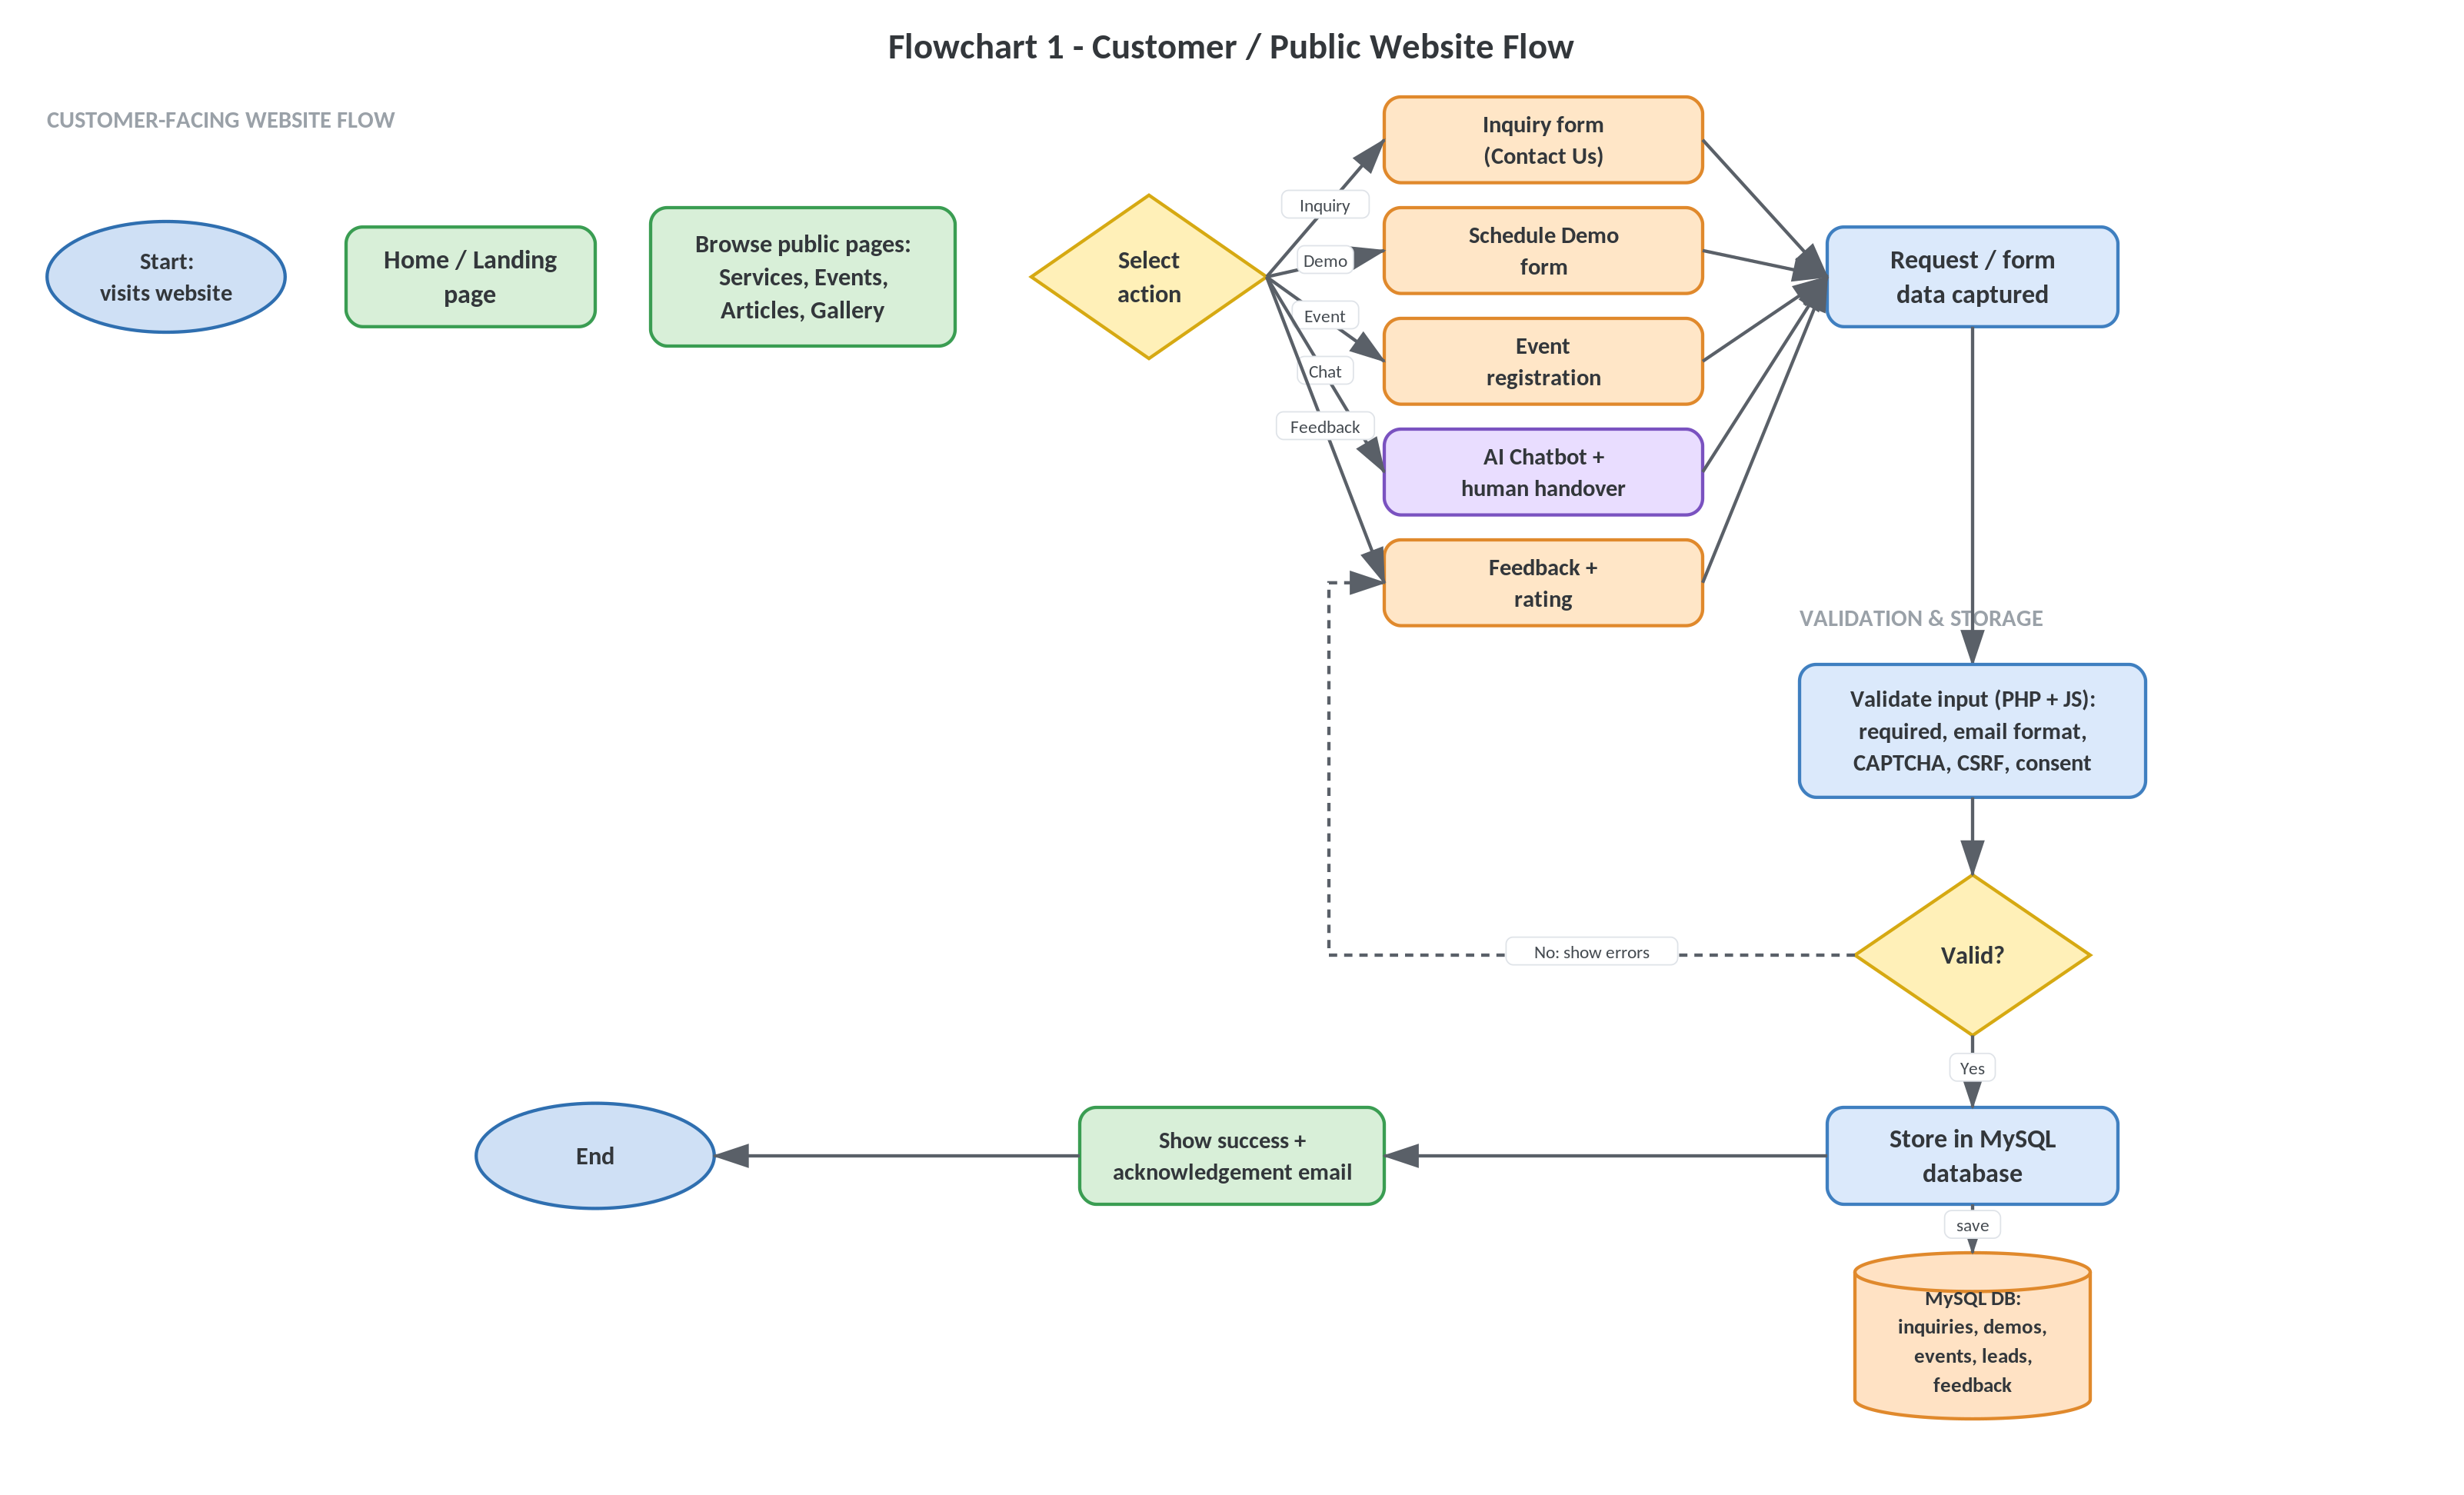 Flowchart 1 - Customer / Public Website Flow
CUSTOMER-FACING WEBSITE FLOW
Start:
visits website
Home / Landing
page
Browse public pages:
Services, Events,
Articles, Gallery
Select
action
Inquiry
Demo
Event
Chat
Feedback
Inquiry form
(Contact Us)
Schedule Demo
form
Event
registration
AI Chatbot +
human handover
Feedback +
rating
Request / form
data captured
VALIDATION & STORAGE
Validate input (PHP + JS):
required, email format,
CAPTCHA, CSRF, consent
Valid?
No: show errors
Yes
Store in MySQL
database
Show success +
acknowledgement email
End
save
MySQL DB:
inquiries, demos,
events, leads,
feedback